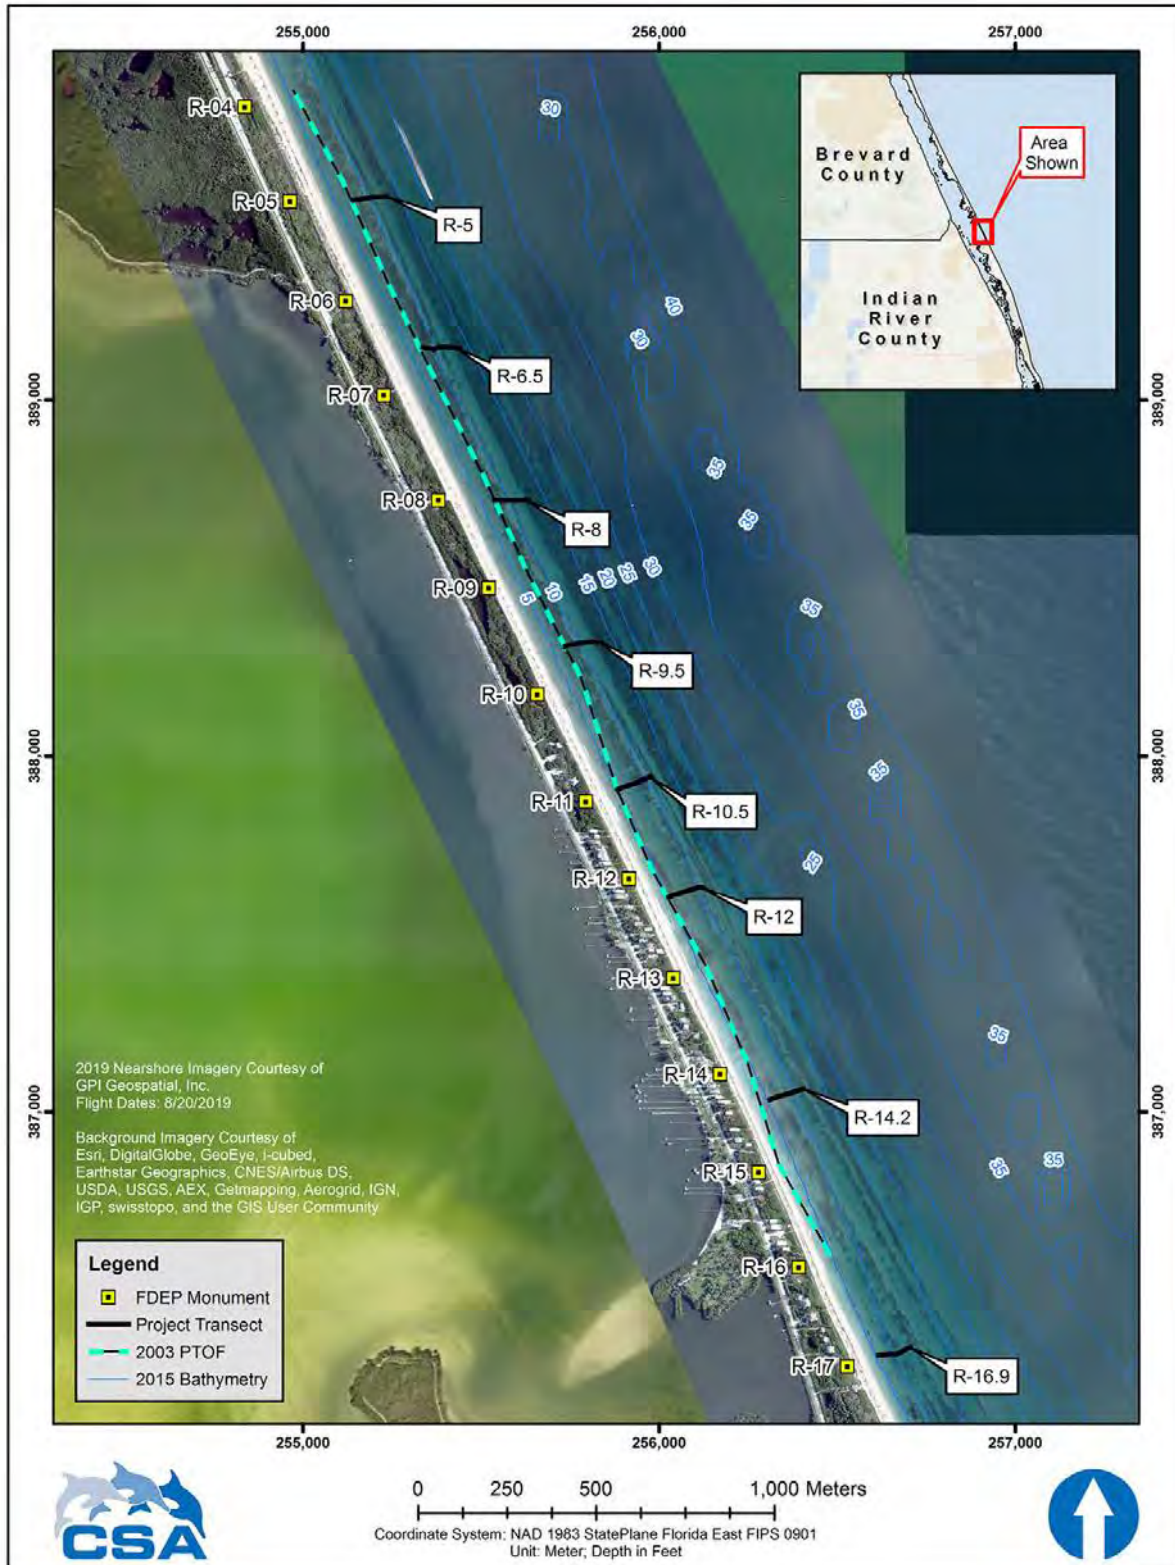 255,000
256,000
257,000
R-04
R-05
R-06
R-07
R-08
R-09
R-10
R-11
R-12
R-13
R-14
R-15
R-16
R-17
R-5
R-6.5
R-8
R-9.5
R-10.5
R-12
R-14.2
R-16.9
30
40
30
35
35
5
10
15
20
25
30
35
35
35
25
35
35
35
35
Brevard
County
Indian
River
County
Area
Shown
389,000
388,000
387,000
389,000
388,000
387,000
2019 Nearshore Imagery Courtesy of
GPI Geospatial, Inc.
Flight Dates: 8/20/2019
Background Imagery Courtesy of
Esri, DigitalGlobe, GeoEye, i-cubed,
Earthstar Geographics, CNES/Airbus DS,
USDA, USGS, AEX, Getmapping, Aerogrid, IGN,
IGP, swisstopo, and the GIS User Community
Legend
FDEP Monument
Project Transect
2003 PTOF
2015 Bathymetry
255,000
256,000
257,000
CSA
0 250 500 1,000 Meters
Coordinate System: NAD 1983 StatePlane Florida East FIPS 0901
Unit: Meter; Depth in Feet